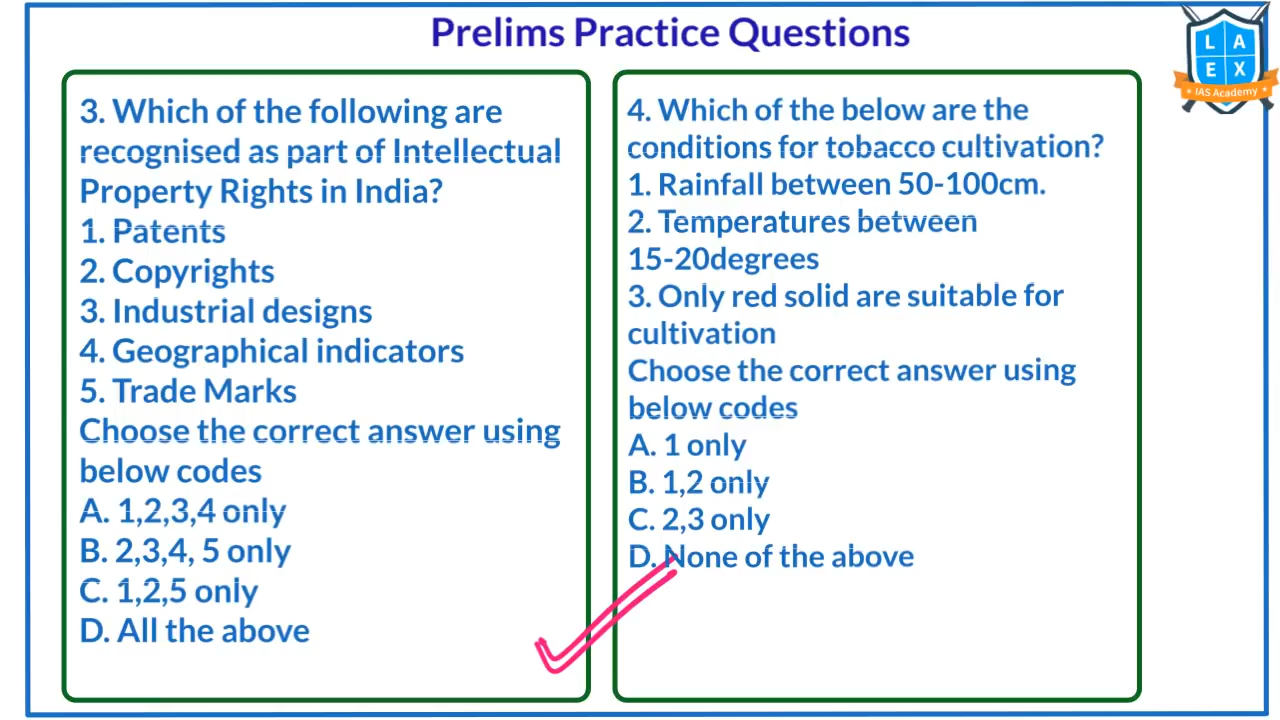 Prelims Practice Questions
L A
E X
IAS Academy
3. Which of the following are
recognised as part of Intellectual
Property Rights in India?
1. Patents
2. Copyrights
3. Industrial designs
4. Geographical indicators
5. Trade Marks
Choose the correct answer using
below codes
A. 1,2,3,4 only
B. 2,3,4, 5 only
C. 1,2,5 only
D. All the above
4. Which of the below are the
conditions for tobacco cultivation?
1. Rainfall between 50-100cm.
2. Temperatures between
15-20degrees
3. Only red solid are suitable for
cultivation
Choose the correct answer using
below codes
A. 1 only
B. 1,2 only
C. 2,3 only
D. None of the above